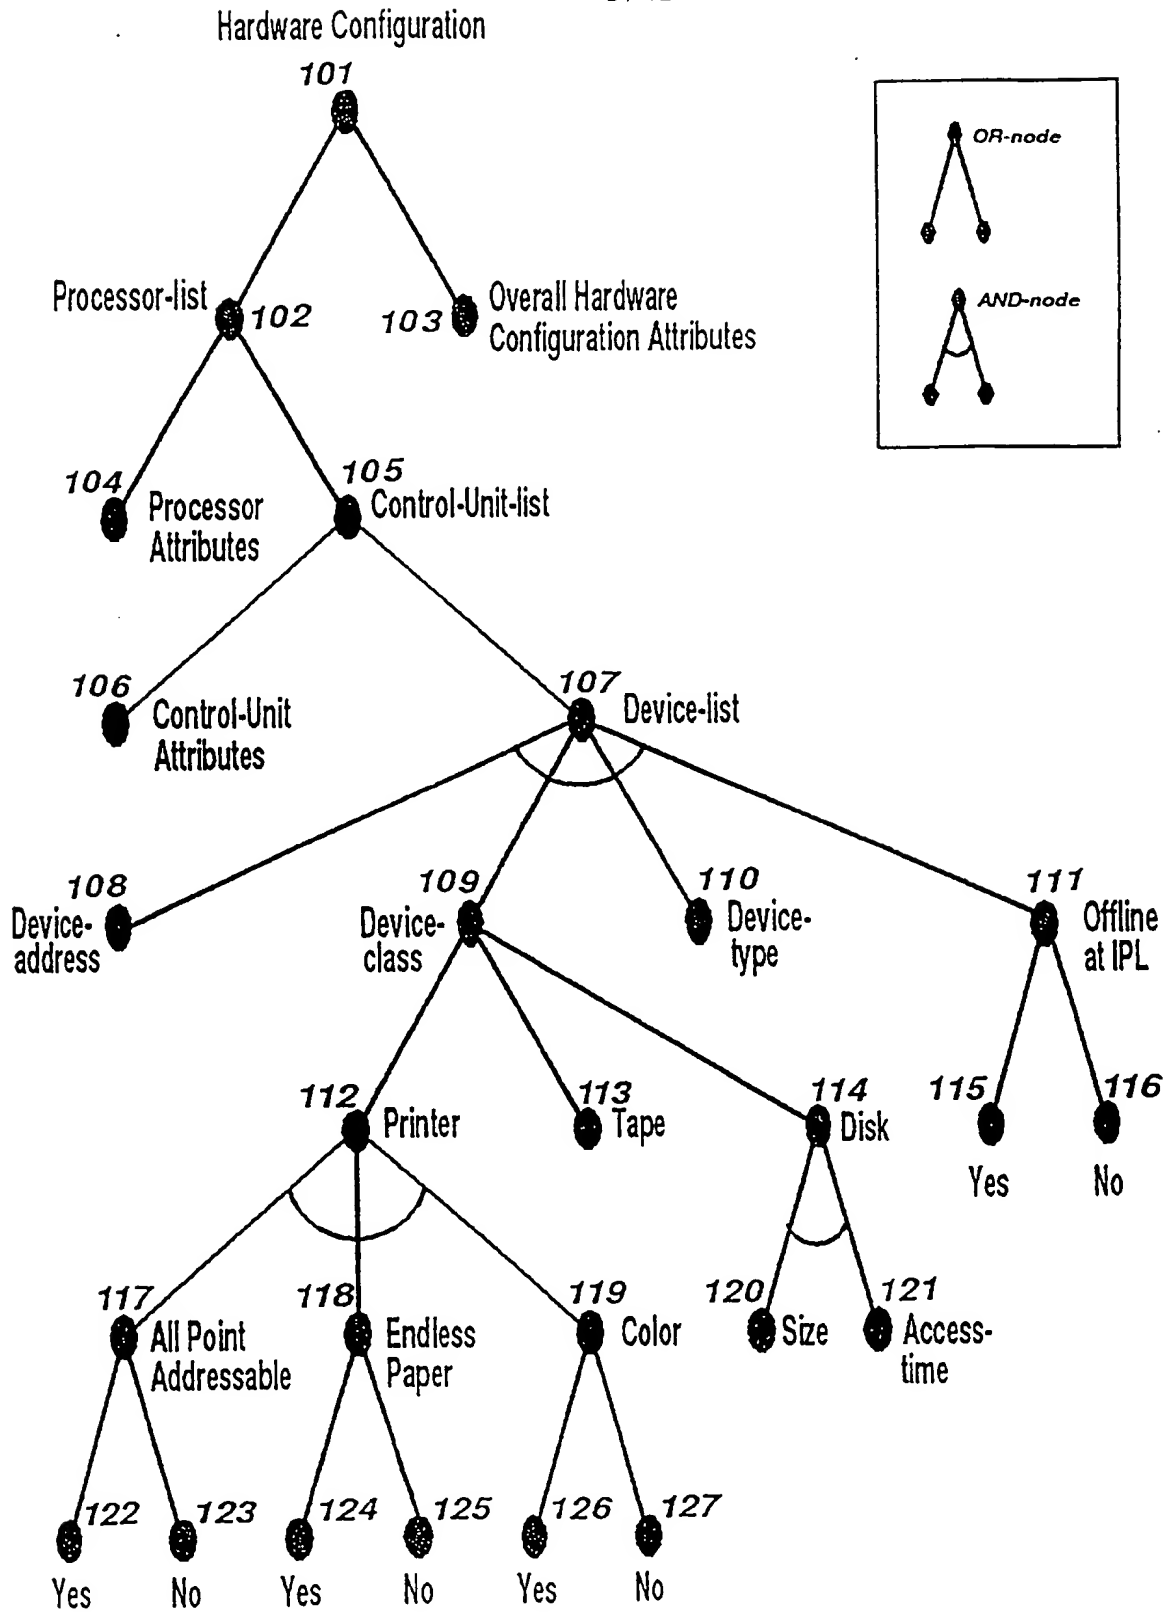 Hardware Configuration
101
OR-node
AND-node
Processor-list
102
103
Overall Hardware
Configuration Attributes
104
Processor
Attributes
105
Control-Unit-list
106
Control-Unit
Attributes
107
Device-list
108
Device-
address
109
Device-
class
110
Device-
type
111
Offline
at IPL
112
Printer
113
Tape
114
Disk
115
Yes
116
No
117
All Point
Addressable
118
Endless
Paper
119
Color
120
Size
121
Access-
time
122
Yes
123
No
124
Yes
125
No
126
Yes
127
No